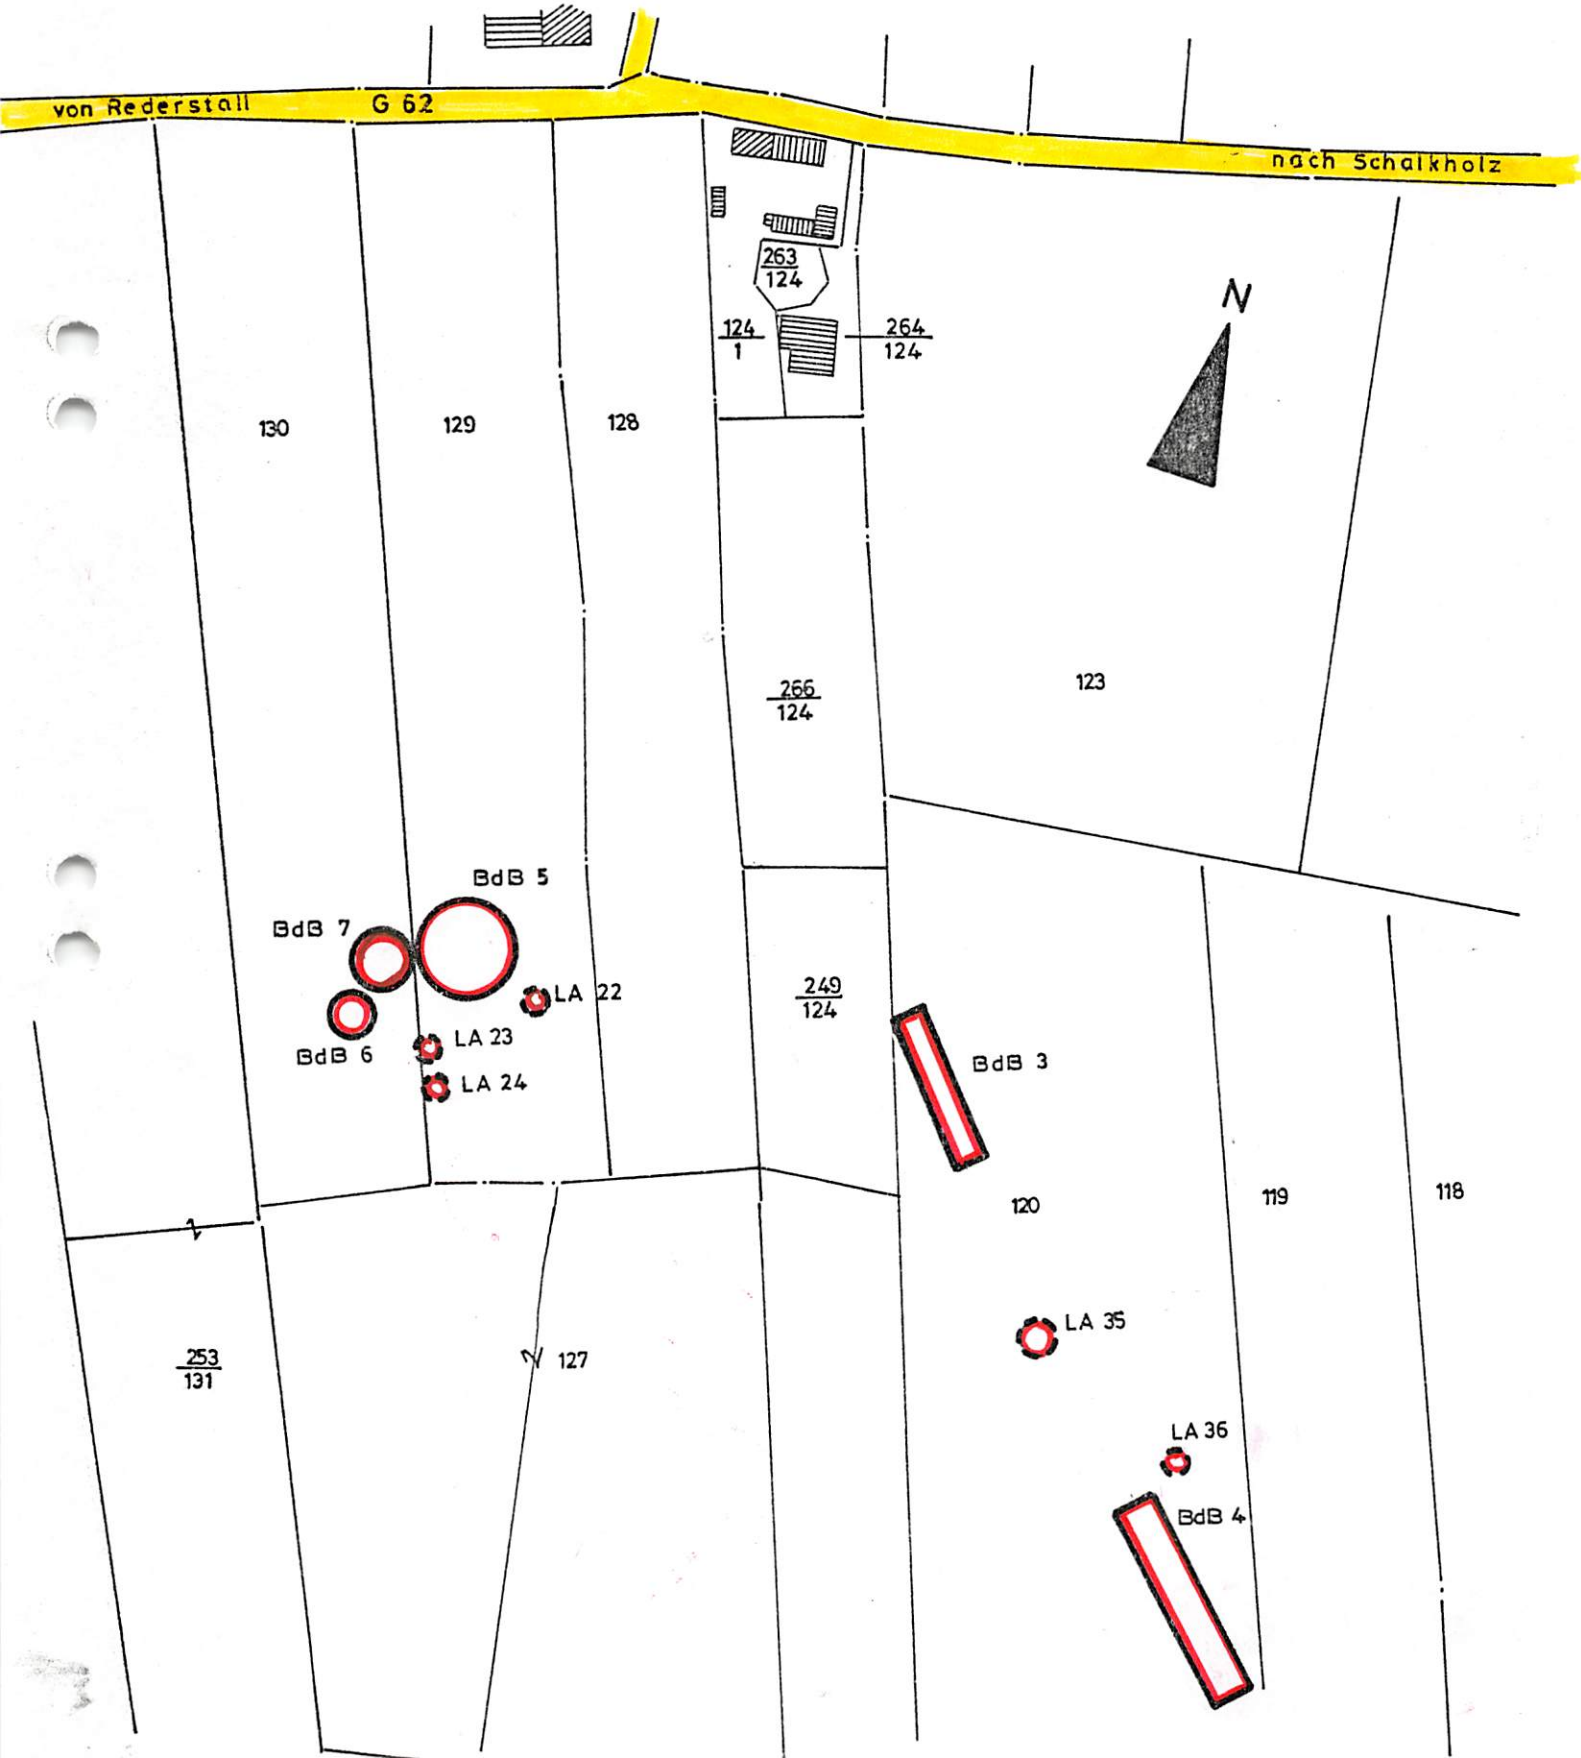 von Rederstall
G 62
nach Schalkholz
263
124
N
124
1
264
124
130
129
128
266
124
123
BdB 5
BdB 7
249
124
LA 22
LA 23
BdB 6
BdB 3
LA 24
120
119
118
LA 35
253
131
127
LA 36
BdB 4